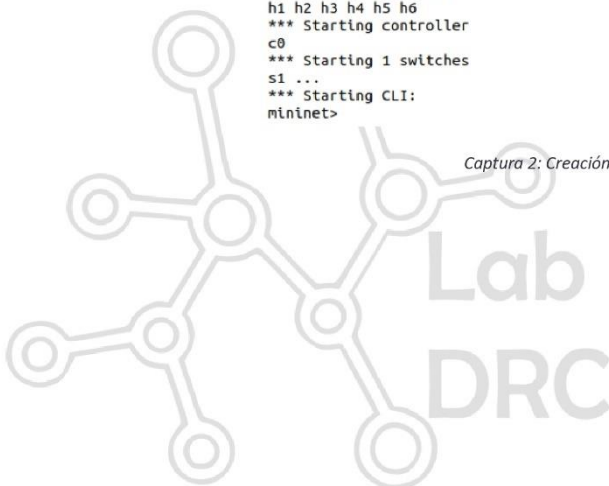 h1 h2 h3 h4 h5 h6
*** Starting controller
c0
*** Starting 1 switches
s1 ...
*** Starting CLI:
mininet>
Captura 2: Creación
Lab
DRC